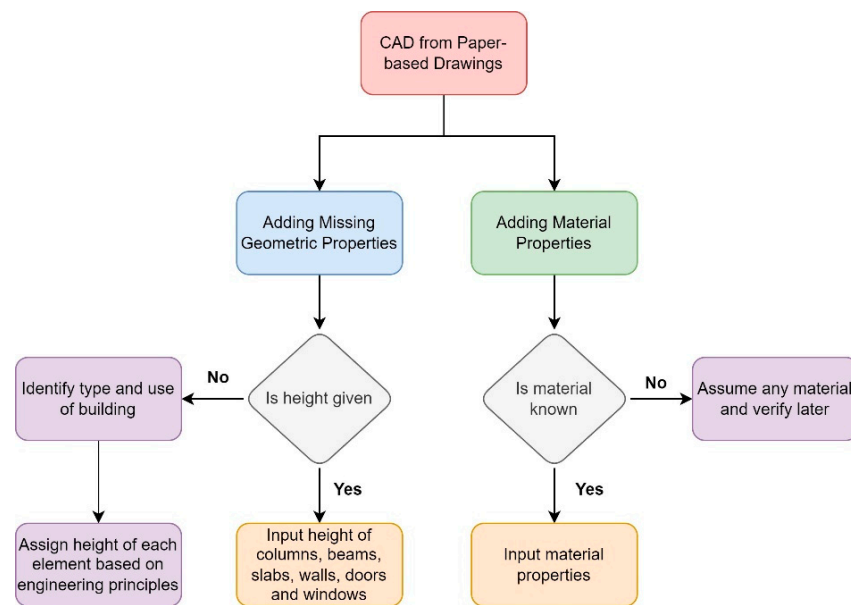 CAD from Paper-
based Drawings
Adding Missing
Geometric Properties
Adding Material
Properties
Identify type and use
of building
No
Is height given
Is material
known
No
Assume any material
and verify later
Yes
Yes
Assign height of each
element based on
engineering principles
Input height of
columns, beams,
slabs, walls, doors
and windows
Input material
properties